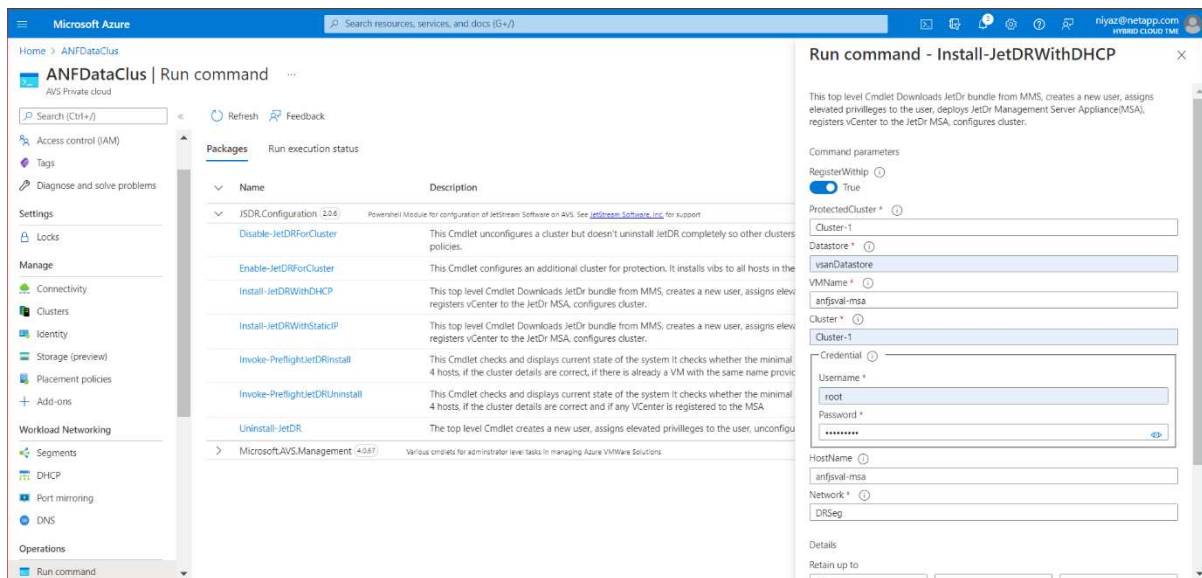 Microsoft Azure
Search resources, services, and docs (G+/)
3
niyaz@netapp.com
HYBRID CLOUD TME
Home > ANFDataClus
ANFDataClus | Run command ...
AVS Private cloud
Search (Ctrl+/)
«
Access control (IAM)
Tags
Diagnose and solve problems
Settings
Locks
Manage
Connectivity
Clusters
Identity
Storage (preview)
Placement policies
Add-ons
Workload Networking
Segments
DHCP
Port mirroring
DNS
Operations
Run command
Refresh Feedback
Packages Run execution status
Name Description
JSDR.Configuration 2.0.6 Powershell Module for configuration of JetStream Software on AVS. See JetStream Software, Inc. for support
Disable-JetDRForCluster This Cmdlet unconfigures a cluster but doesn't uninstall JetDR completely so other clusters
policies.
Enable-JetDRForCluster This Cmdlet configures an additional cluster for protection. It installs vibs to all hosts in the
Install-JetDRWithDHCP This top level Cmdlet Downloads JetDr bundle from MMS, creates a new user, assigns eleva
registers vCenter to the JetDr MSA, configures cluster.
Install-JetDRWithStaticIP This top level Cmdlet Downloads JetDr bundle from MMS, creates a new user, assigns eleva
registers vCenter to the JetDr MSA, configures cluster.
Invoke-PreflightJetDRInstall This Cmdlet checks and displays current state of the system It checks whether the minimal
4 hosts, if the cluster details are correct, if there is already a VM with the same name provic
Invoke-PreflightJetDRUninstall This Cmdlet checks and displays current state of the system It checks whether the minimal
4 hosts, if the cluster details are correct and if any VCenter is registered to the MSA
Uninstall-JetDR The top level Cmdlet creates a new user, assigns elevated privilleges to the user, unconfigu
Microsoft.AVS.Management 4.0.67 Various cmdlets for adminstrator level tasks in managing Azure VMWare Solutions
Run command - Install-JetDRWithDHCP
This top level Cmdlet Downloads JetDr bundle from MMS, creates a new user, assigns
elevated privilleges to the user, deploys JetDr Management Server Appliance(MSA),
registers vCenter to the JetDr MSA, configures cluster.
Command parameters
RegisterWithIp
True
ProtectedCluster *
Cluster-1
Datastore *
vsanDatastore
VMName *
anfjsval-msa
Cluster *
Cluster-1
Credential
Username *
root
Password *
•••••••••
HostName
anfjsval-msa
Network *
DRSeg
Details
Retain up to